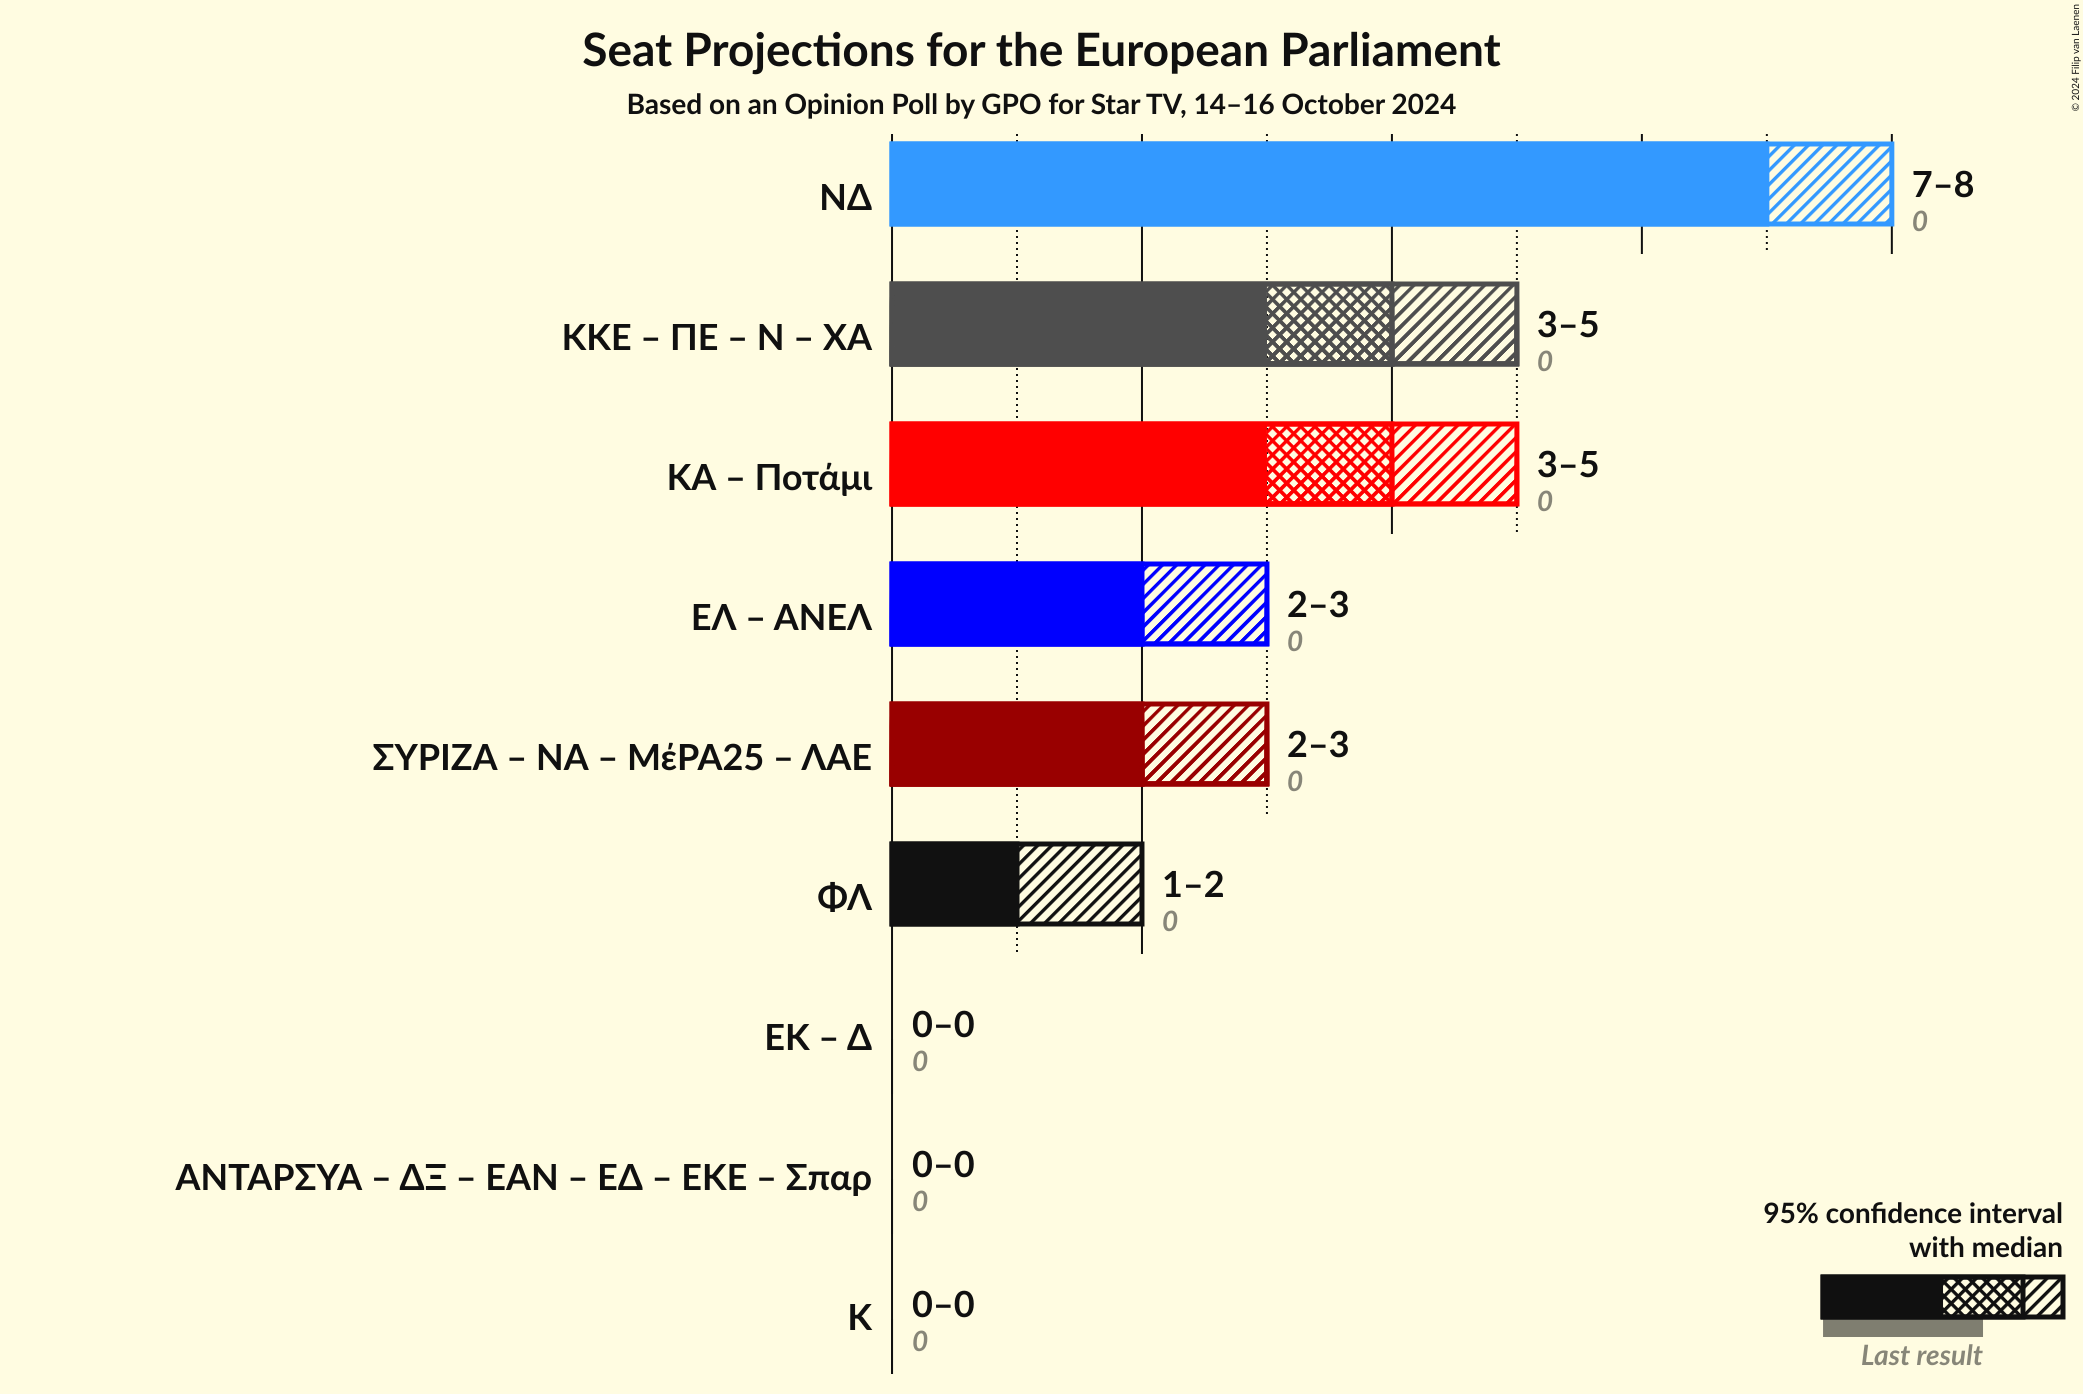 Seat Projections for the European Parliament
Based on an Opinion Poll by GPO for Star TV, 14–16 October 2024
© 2024 Filip van Laenen
ΝΔ
7–8
0
ΚΚΕ – ΠΕ – Ν – ΧΑ
3–5
0
ΚΑ – Ποτάμι
3–5
0
ΕΛ – ΑΝΕΛ
2–3
0
ΣΥΡΙΖΑ – ΝΑ – ΜέΡΑ25 – ΛΑΕ
2–3
0
ΦΛ
1–2
0
ΕΚ – Δ
0–0
0
ΑΝΤΑΡΣΥΑ – ΔΞ – ΕΑΝ – ΕΔ – ΕΚΕ – Σπαρ
0–0
0
Κ
0–0
0
95% confidence interval
with median
Last result